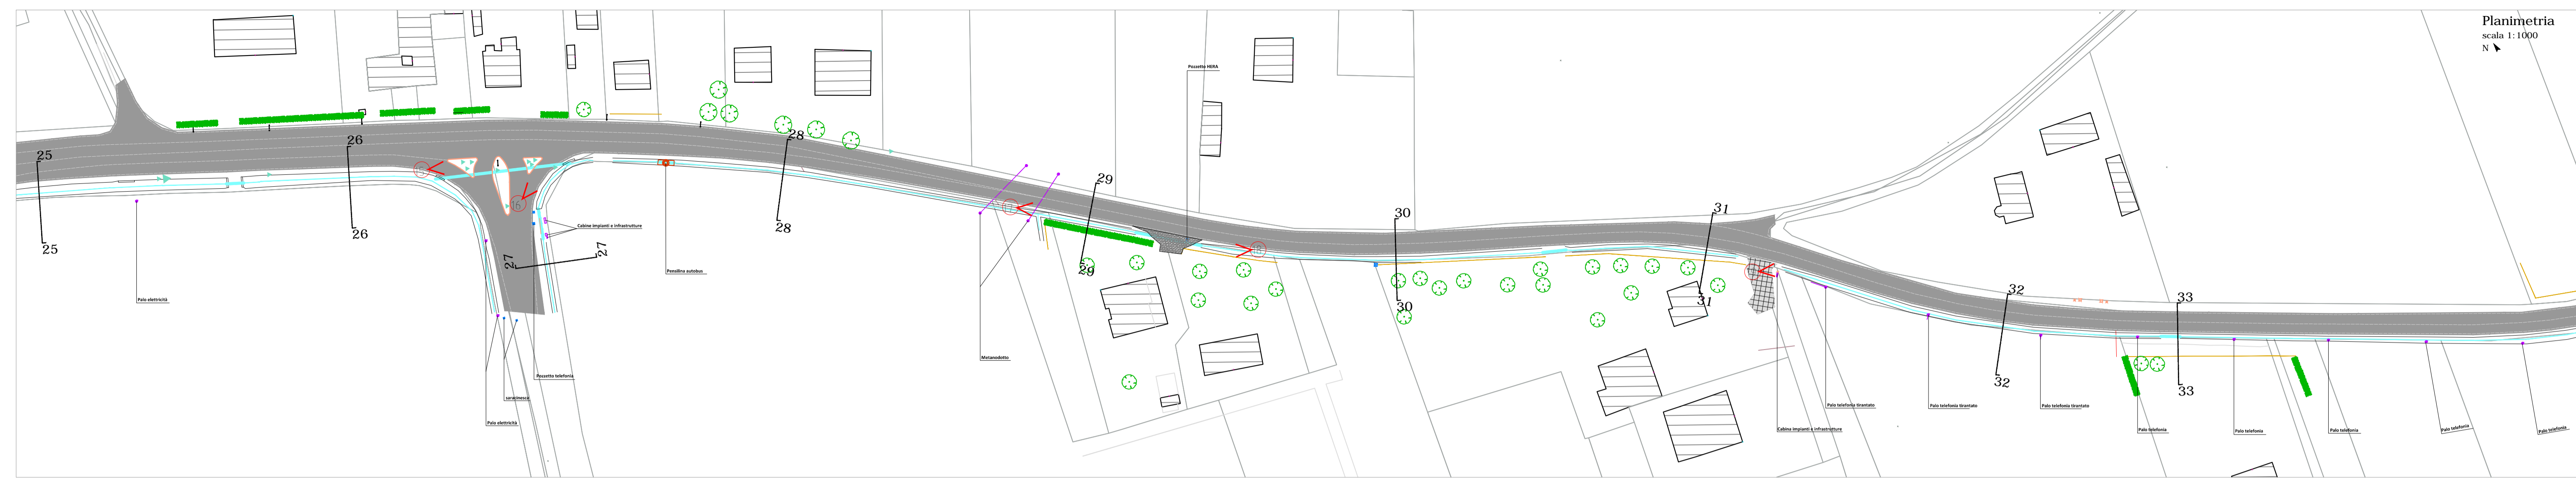 Planimetria
scala 1:1000
N
Pozzetto HERA
25
26
28
29
30
31
32
33
16
25
26
27
27
28
29
30
31
32
33
Cabine impianti e infrastrutture
Pensilina autobus
Palo elettricità
Metanodotto
Pozzetto telefonia
saracinesca
Palo elettricità
Palo telefonia tirantato
Palo telefonia tirantato
Palo telefonia tirantato
Cabina impianti e infrastrutture
Palo telefonia
Palo telefonia
Palo telefonia
Palo telefonia
Palo telefonia